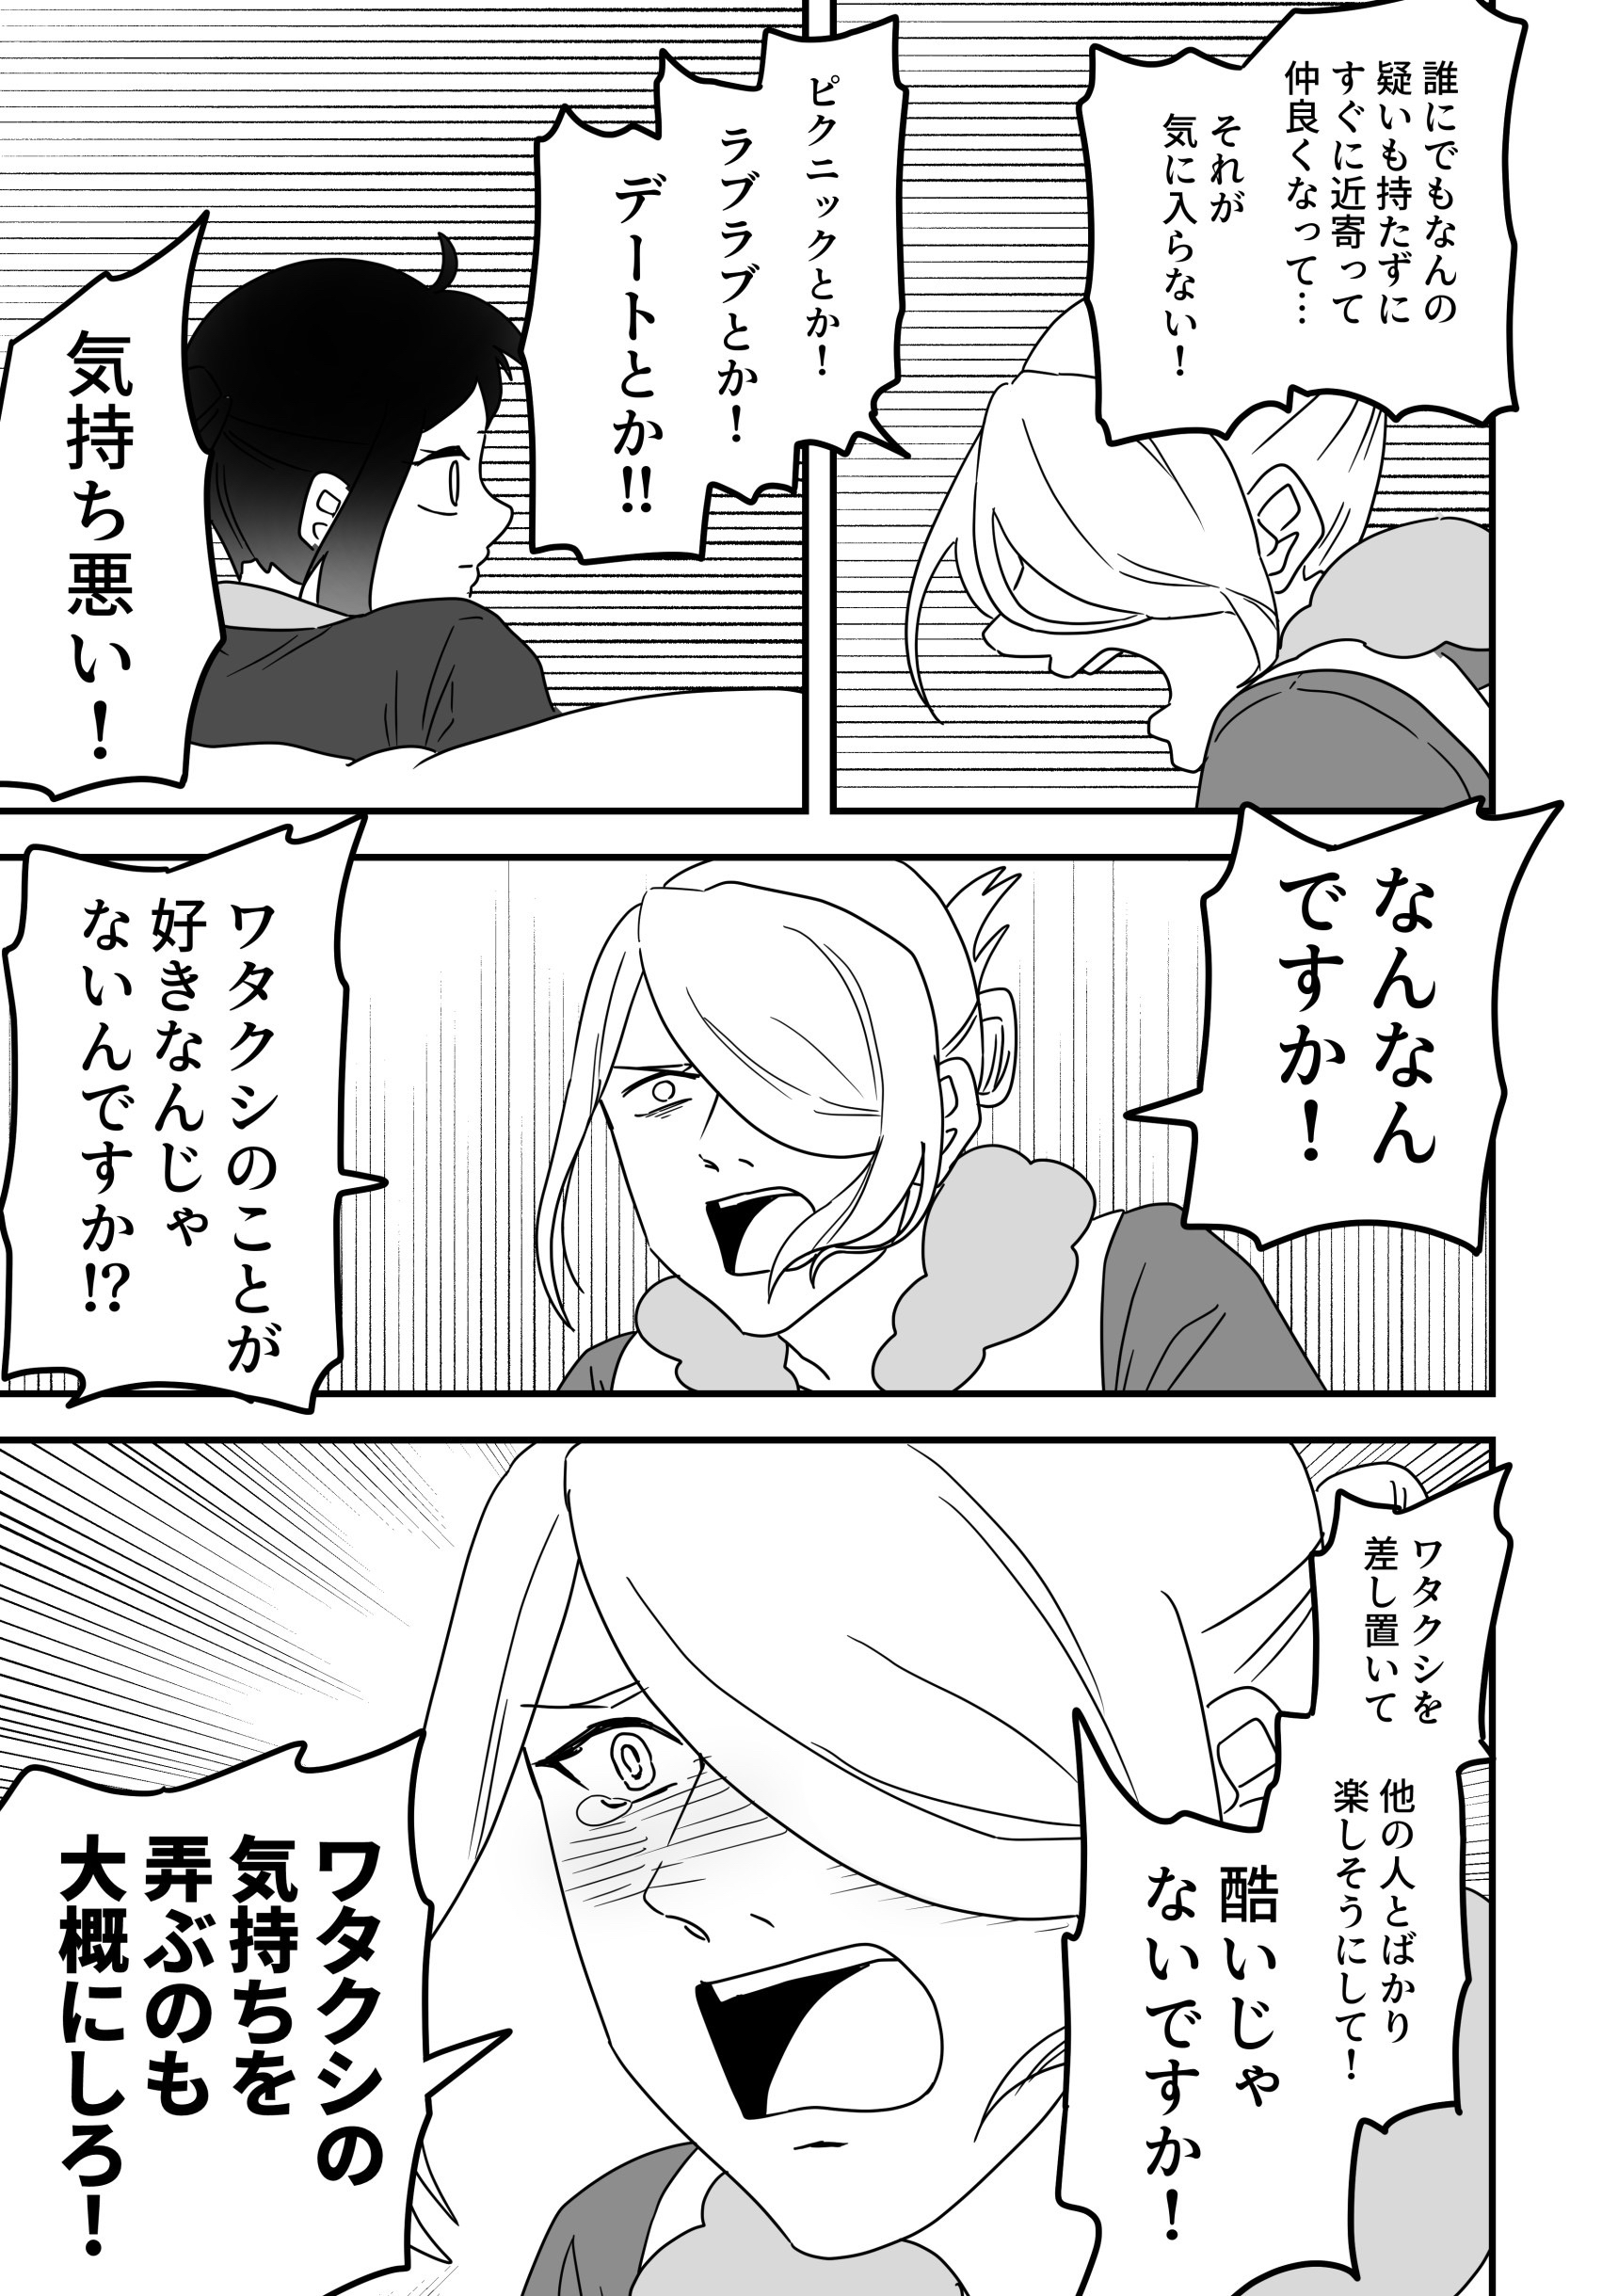 誰にでもなんの
疑いも持たずに
すぐに近寄って
仲良くなって…
それが
気に入らない！
ピクニックとか！
ラブラブとか！
デートとか!!
気持ち悪い！
なんなん
ですか！
ワタクシのことが
好きなんじゃ
ないんですか!?
ワタクシを
差し置いて
他の人とばかり
楽しそうにして！
酷いじゃ
ないですか！
ワタクシの
気持ちを
弄ぶのも
大概にしろ！